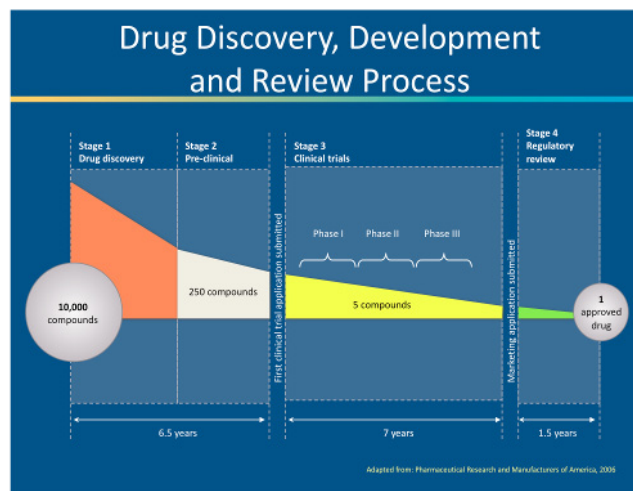 Drug Discovery, Development
and Review Process
Stage 1
Drug discovery
Stage 2
Pre-clinical
Stage 3
Clinical trials
Stage 4
Regulatory
review
Phase I
Phase II
Phase III
10,000
compounds
250 compounds
First clinical trial application submitted
5 compounds
Marketing application submitted
1
approved
drug
6.5 years
7 years
1.5 years
Adapted from: Pharmaceutical Research and Manufacturers of America, 2006